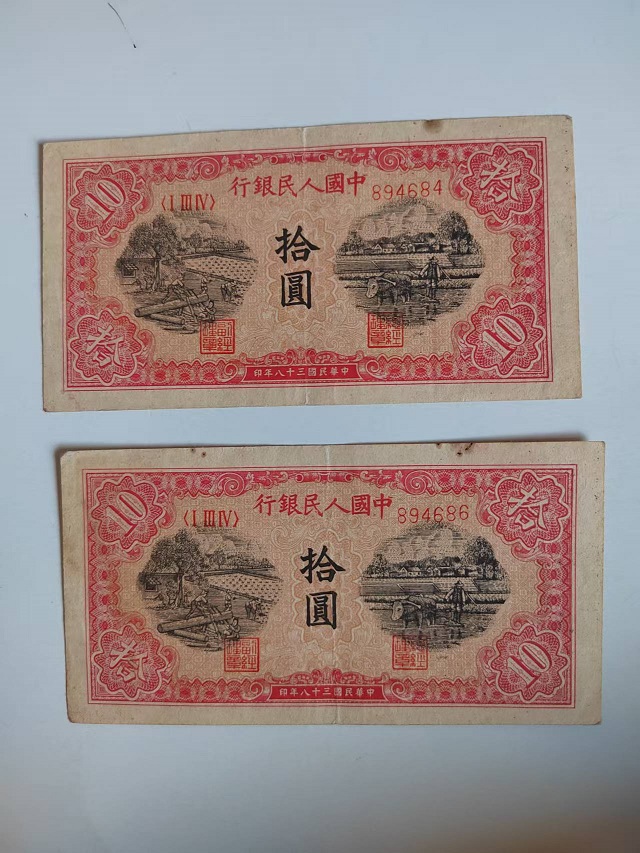 10
拾
中國人民銀行
〈I III IV〉
894684
拾圓
拾
10
中華民國三十八年印
10
拾
中國人民銀行
〈I III IV〉
894686
拾圓
拾
10
中華民國三十八年印